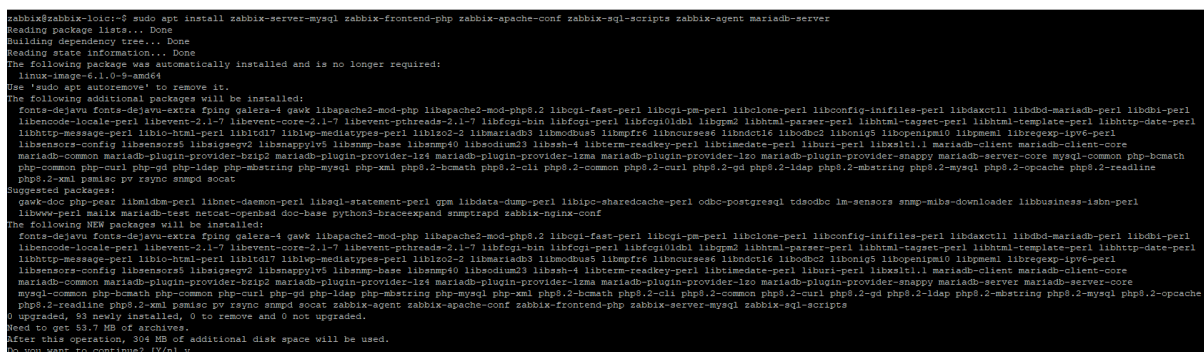 zabbix@zabbix-loic:~$ sudo apt install zabbix-server-mysql zabbix-frontend-php zabbix-apache-conf zabbix-sql-scripts zabbix-agent mariadb-server
Reading package lists... Done
Building dependency tree... Done
Reading state information... Done
The following package was automatically installed and is no longer required:
linux-image-6.1.0-9-amd64
Use 'sudo apt autoremove' to remove it.
The following additional packages will be installed:
fonts-dejavu fonts-dejavu-extra fping galera-4 gawk libapache2-mod-php libapache2-mod-php8.2 libcgi-fast-perl libcgi-pm-perl libclone-perl libconfig-inifiles-perl libdaxctl1 libdbd-mariadb-perl libdbi-perl
libencode-locale-perl libevent-2.1-7 libevent-core-2.1-7 libevent-pthreads-2.1-7 libfcgi-bin libfcgi-perl libfcgi0ldbl libgpm2 libhtml-parser-perl libhtml-tagset-perl libhtml-template-perl libhttp-date-perl
libhttp-message-perl libio-html-perl libltdl7 liblwp-mediatypes-perl liblzo2-2 libmariadb3 libmodbus5 libmpfr6 libncurses6 libndctl6 libodbc2 libonig5 libopenipmi0 libpmem1 libregexp-ipv6-perl
libsensors-config libsensors5 libsigsegv2 libsnappy1v5 libsnmp-base libsnmp40 libsodium23 libssh-4 libterm-readkey-perl libtimedate-perl liburi-perl libxslt1.1 mariadb-client mariadb-client-core
mariadb-common mariadb-plugin-provider-bzip2 mariadb-plugin-provider-lz4 mariadb-plugin-provider-lzma mariadb-plugin-provider-lzo mariadb-plugin-provider-snappy mariadb-server-core mysql-common php-bcmath
php-common php-curl php-gd php-ldap php-mbstring php-mysql php-xml php8.2-bcmath php8.2-cli php8.2-common php8.2-curl php8.2-gd php8.2-ldap php8.2-mbstring php8.2-mysql php8.2-opcache php8.2-readline
php8.2-xml psmisc pv rsync snmpd socat
Suggested packages:
gawk-doc php-pear libmldbm-perl libnet-daemon-perl libsql-statement-perl gpm libdata-dump-perl libipc-sharedcache-perl odbc-postgresql tdsodbc lm-sensors snmp-mibs-downloader libbusiness-isbn-perl
libwww-perl mailx mariadb-test netcat-openbsd doc-base python3-braceexpand snmptrapd zabbix-nginx-conf
The following NEW packages will be installed:
fonts-dejavu fonts-dejavu-extra fping galera-4 gawk libapache2-mod-php libapache2-mod-php8.2 libcgi-fast-perl libcgi-pm-perl libclone-perl libconfig-inifiles-perl libdaxctl1 libdbd-mariadb-perl libdbi-perl
libencode-locale-perl libevent-2.1-7 libevent-core-2.1-7 libevent-pthreads-2.1-7 libfcgi-bin libfcgi-perl libfcgi0ldbl libgpm2 libhtml-parser-perl libhtml-tagset-perl libhtml-template-perl libhttp-date-perl
libhttp-message-perl libio-html-perl libltdl7 liblwp-mediatypes-perl liblzo2-2 libmariadb3 libmodbus5 libmpfr6 libncurses6 libndctl6 libodbc2 libonig5 libopenipmi0 libpmem1 libregexp-ipv6-perl
libsensors-config libsensors5 libsigsegv2 libsnappy1v5 libsnmp-base libsnmp40 libsodium23 libssh-4 libterm-readkey-perl libtimedate-perl liburi-perl libxslt1.1 mariadb-client mariadb-client-core
mariadb-common mariadb-plugin-provider-bzip2 mariadb-plugin-provider-lz4 mariadb-plugin-provider-lzma mariadb-plugin-provider-lzo mariadb-plugin-provider-snappy mariadb-server mariadb-server-core
mysql-common php-bcmath php-common php-curl php-gd php-ldap php-mbstring php-mysql php-xml php8.2-bcmath php8.2-cli php8.2-common php8.2-curl php8.2-gd php8.2-ldap php8.2-mbstring php8.2-mysql php8.2-opcache
php8.2-readline php8.2-xml psmisc pv rsync snmpd socat zabbix-agent zabbix-apache-conf zabbix-frontend-php zabbix-server-mysql zabbix-sql-scripts
0 upgraded, 93 newly installed, 0 to remove and 0 not upgraded.
Need to get 53.7 MB of archives.
After this operation, 304 MB of additional disk space will be used.
Do you want to continue? [Y/n] y